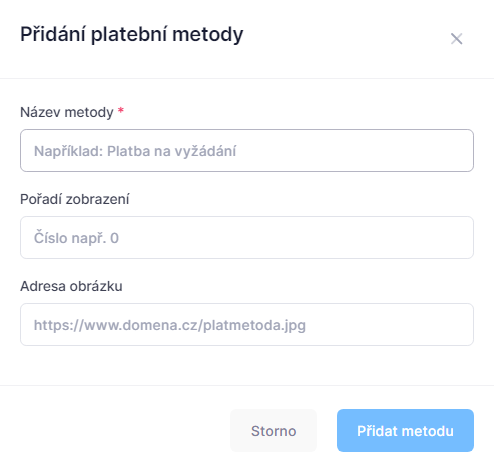 Přidání platební metody
Název metody *
Například: Platba na vyžádání
Pořadí zobrazení
Číslo např. 0
Adresa obrázku
https://www.domena.cz/platmetoda.jpg
Storno
Přidat metodu